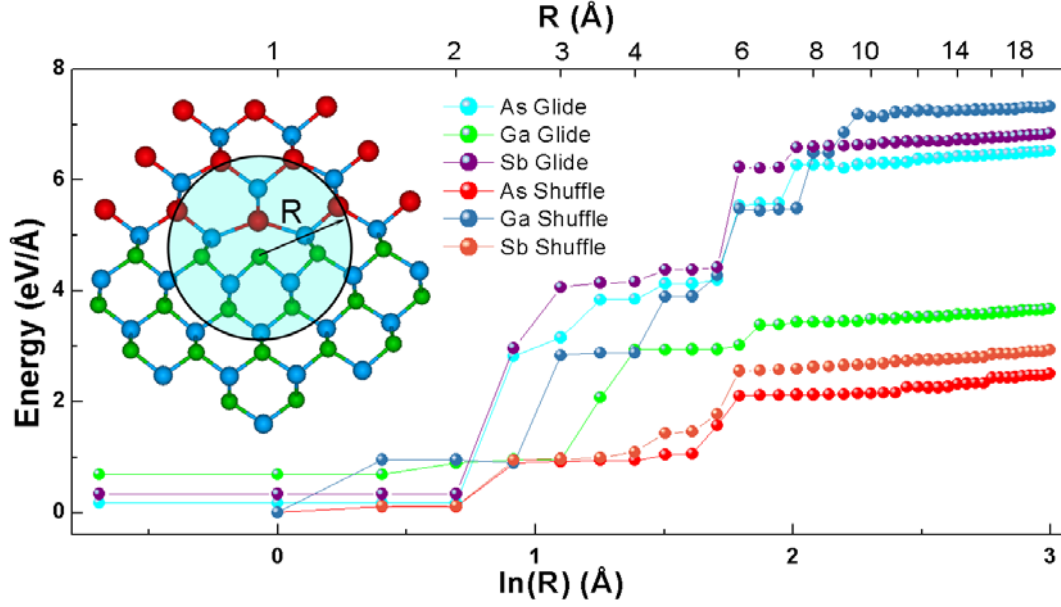 R (Å)
1 2 3 4 6 8 10 14 18
8
6
4
2
0
Energy (eV/Å)
As Glide
Ga Glide
Sb Glide
As Shuffle
Ga Shuffle
Sb Shuffle
R
0 1 2 3
ln(R) (Å)